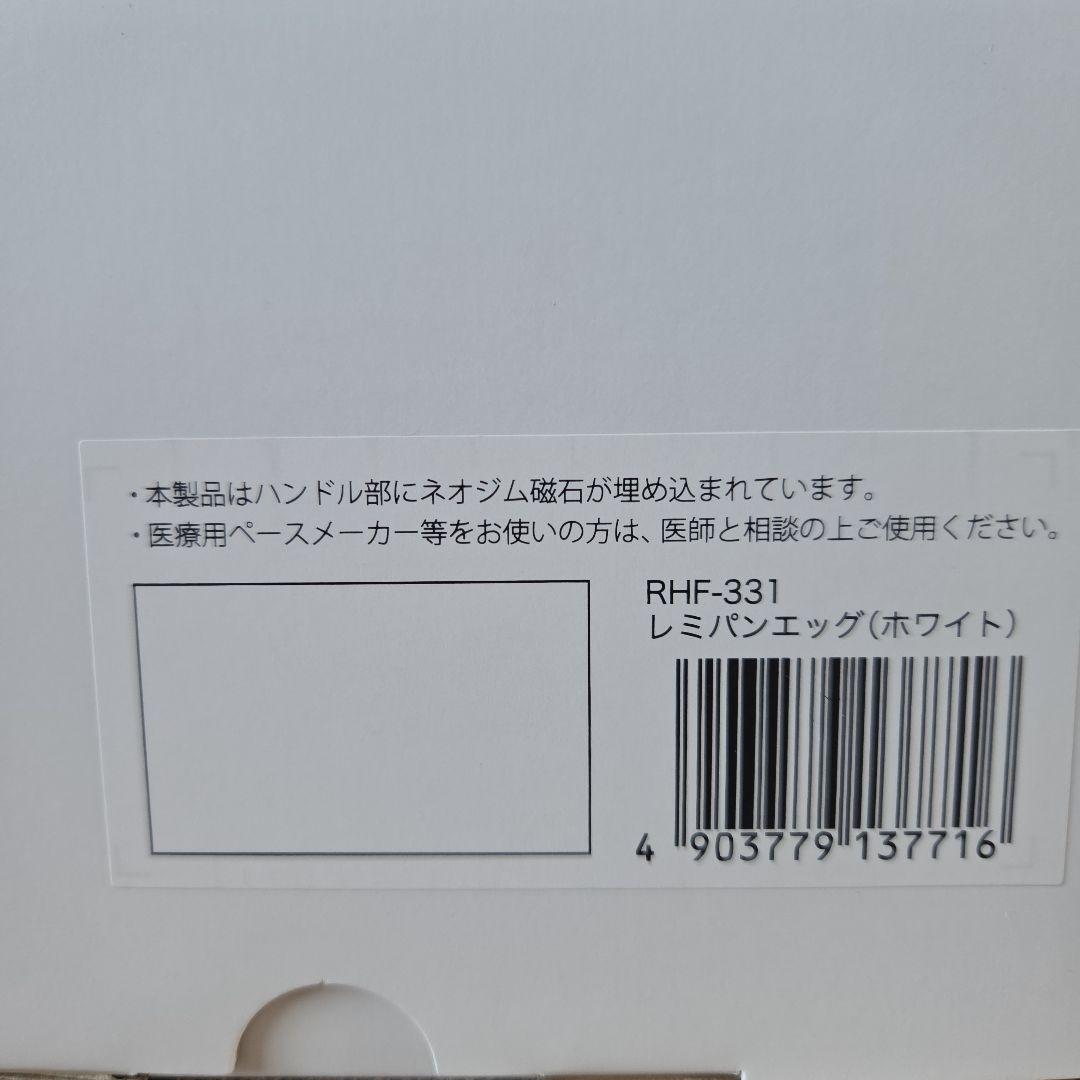 ・本製品はハンドル部にネオジム磁石が埋め込まれています。
・医療用ペースメーカー等をお使いの方は、医師と相談の上ご使用ください。
RHF-331
レミパンエッグ(ホワイト)
4 903779 137716